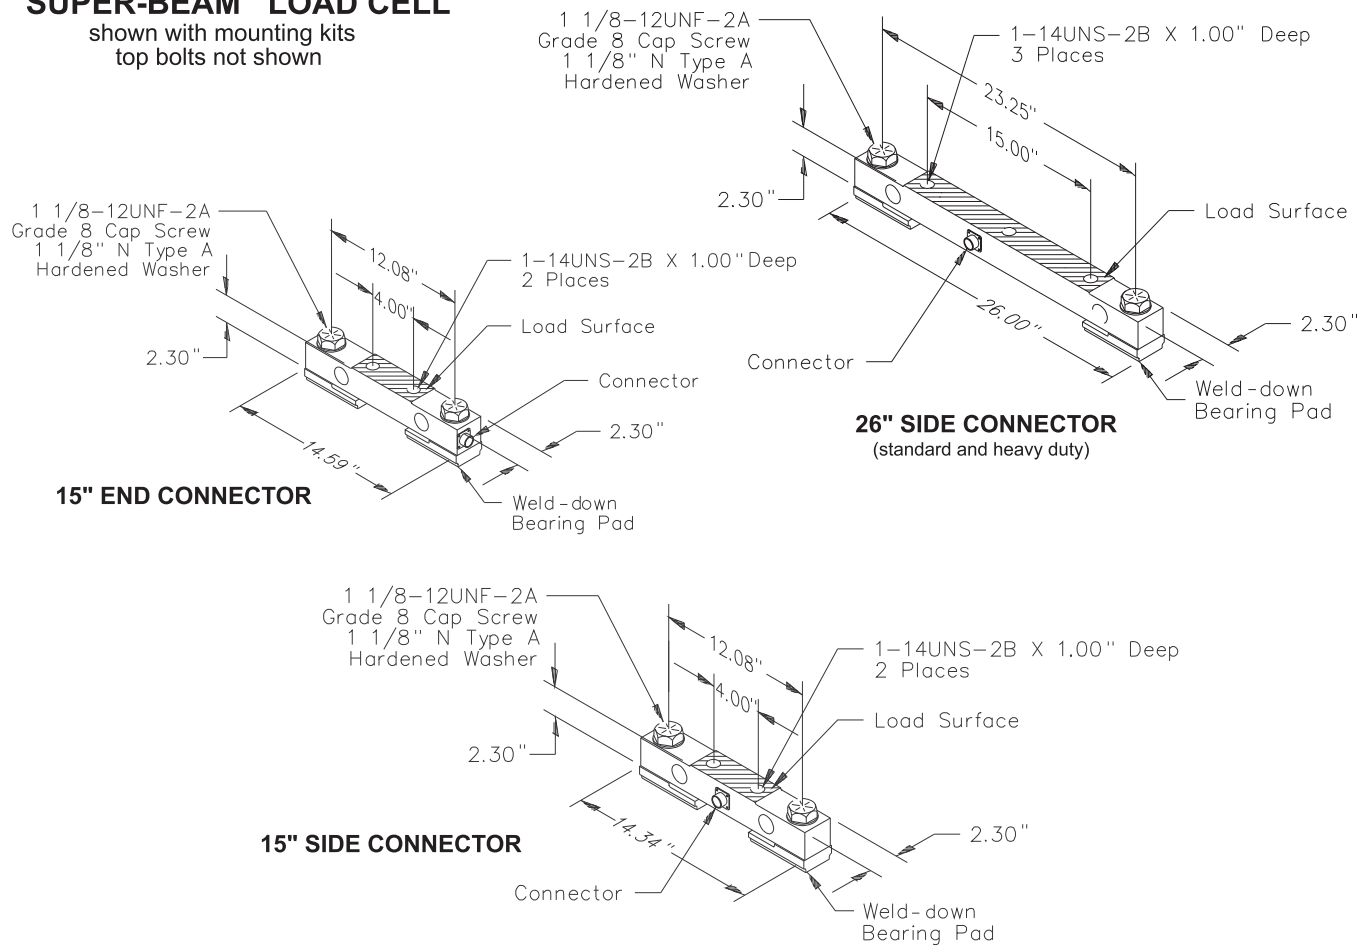 SUPER-BEAM LOAD CELL
shown with mounting kits
top bolts not shown
1 1/8-12UNF-2A
Grade 8 Cap Screw
1 1/8" N Type A
Hardened Washer
1-14UNS-2B X 1.00" Deep
3 Places
23.25"
15.00"
2.30"
Load Surface
26.00"
2.30"
Connector
Weld-down
Bearing Pad
26" SIDE CONNECTOR
(standard and heavy duty)
1 1/8-12UNF-2A
Grade 8 Cap Screw
1 1/8" N Type A
Hardened Washer
12.08"
4.00"
1-14UNS-2B X 1.00" Deep
2 Places
Load Surface
2.30"
Connector
2.30"
14.59"
15" END CONNECTOR
Weld-down
Bearing Pad
1 1/8-12UNF-2A
Grade 8 Cap Screw
1 1/8" N Type A
Hardened Washer
12.08"
4.00"
1-14UNS-2B X 1.00" Deep
2 Places
Load Surface
2.30"
14.34"
2.30"
15" SIDE CONNECTOR
Connector
Weld-down
Bearing Pad